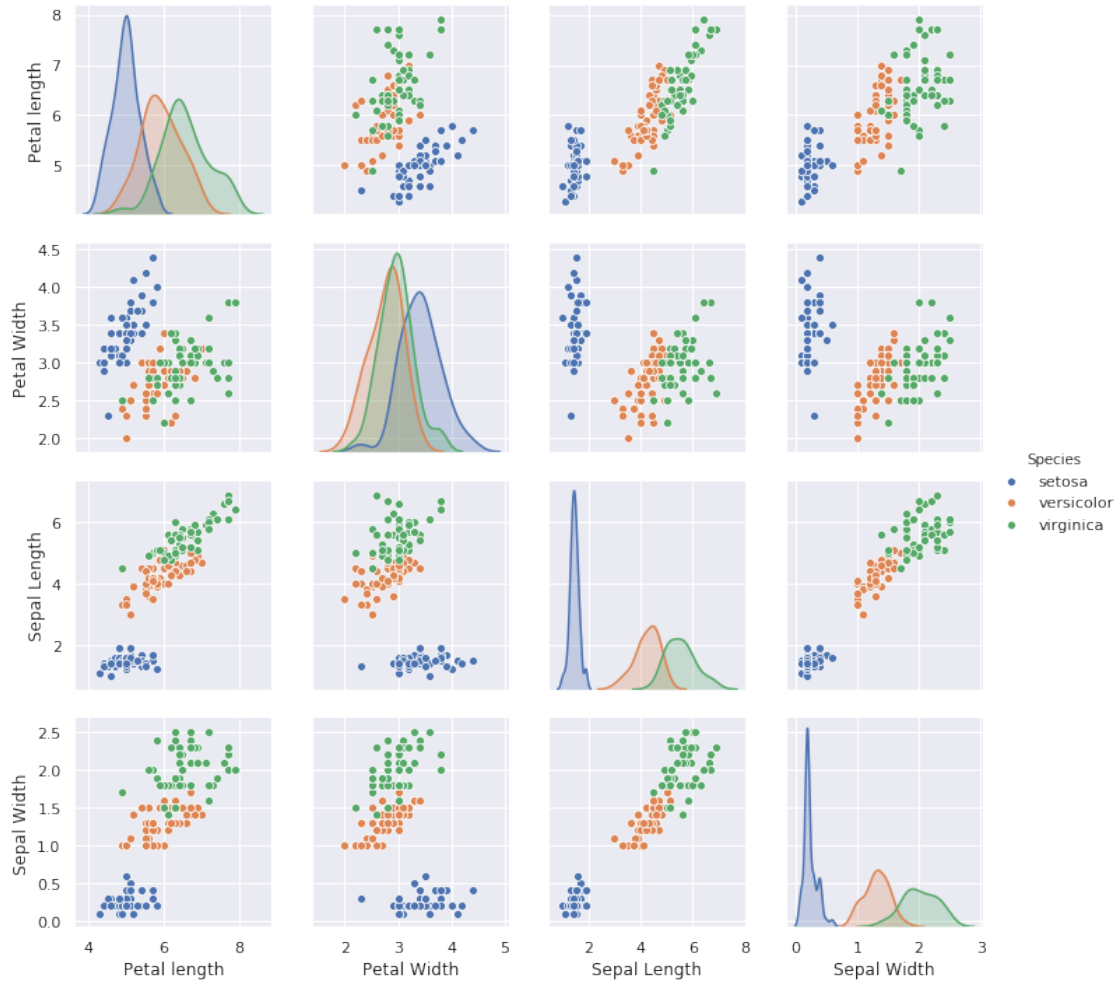 8
7
6
5
Petal length
4.5
4.0
3.5
3.0
2.5
2.0
Petal Width
6
4
2
Sepal Length
2.5
2.0
1.5
1.0
0.5
0.0
Sepal Width
4 6 8
Petal length
2 3 4 5
Petal Width
2 4 6 8
Sepal Length
0 1 2 3
Sepal Width
Species
setosa
versicolor
virginica